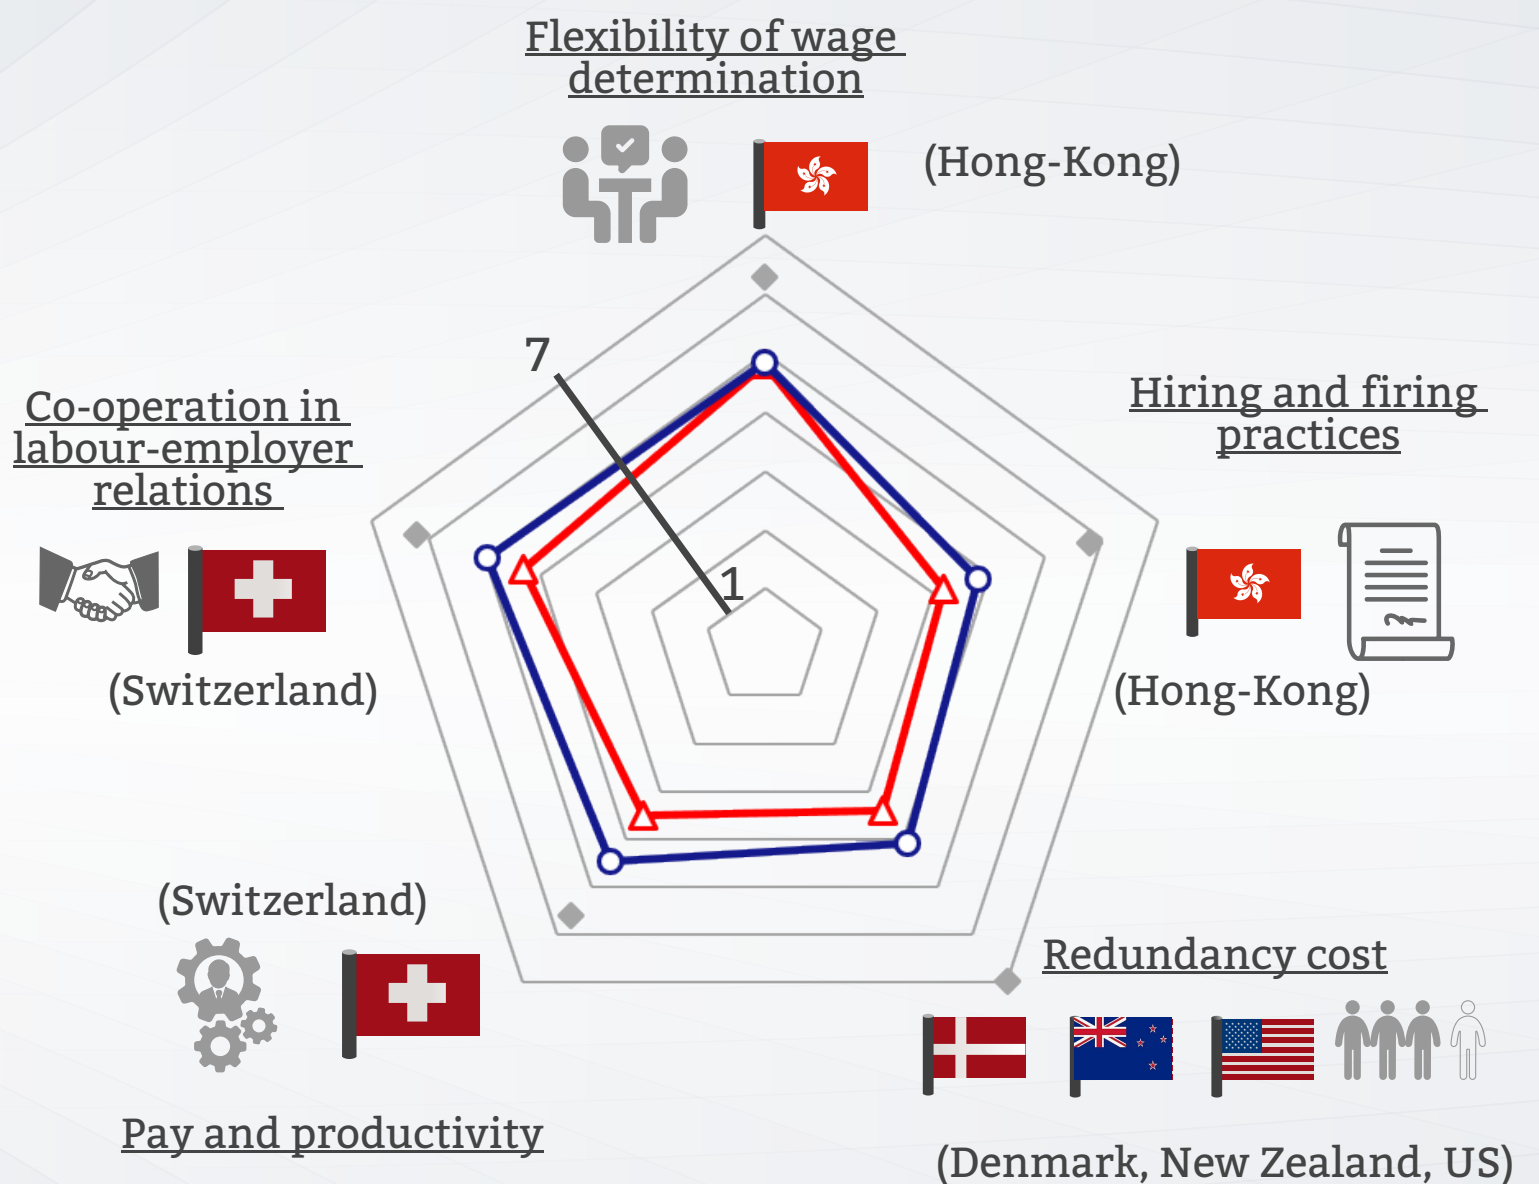 Flexibility of wage
determination
(Hong-Kong)
7
Co-operation in
labour-employer
relations
Hiring and firing
practices
1
(Switzerland)
(Hong-Kong)
(Switzerland)
Redundancy cost
Pay and productivity
(Denmark, New Zealand, US)